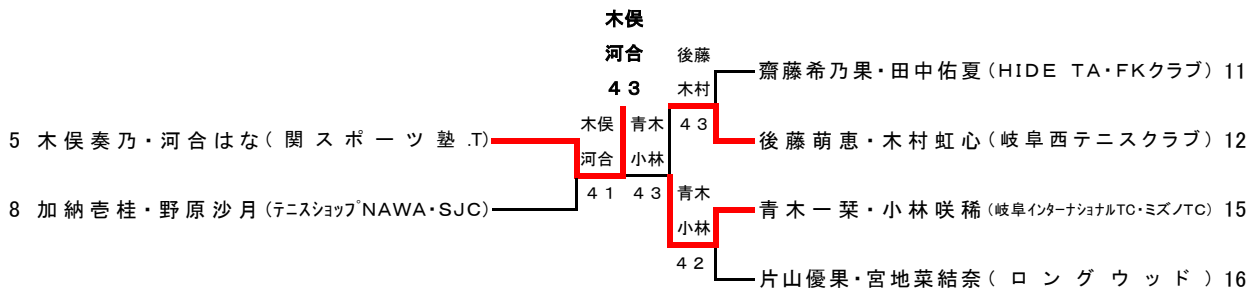 木俣
河合
４３
後藤
木村
４３
齋藤希乃果・田中佑夏（HIDE TA・FKクラブ） 11
5 木俣奏乃・河合はな（関スポーツ塾.T）
木俣
河合
４１
青木
小林
４３
後藤萌恵・木村虹心（岐阜西テニスクラブ） 12
8 加納壱桂・野原沙月（ﾃﾆｽｼｮｯﾌﾟNAWA・SJC）
青木
小林
４２
青木一栞・小林咲稀（岐阜ｲﾝﾀｰﾅｼｮﾅﾙTC・ミズノTC） 15
片山優果・宮地菜結奈（ロングウッド） 16